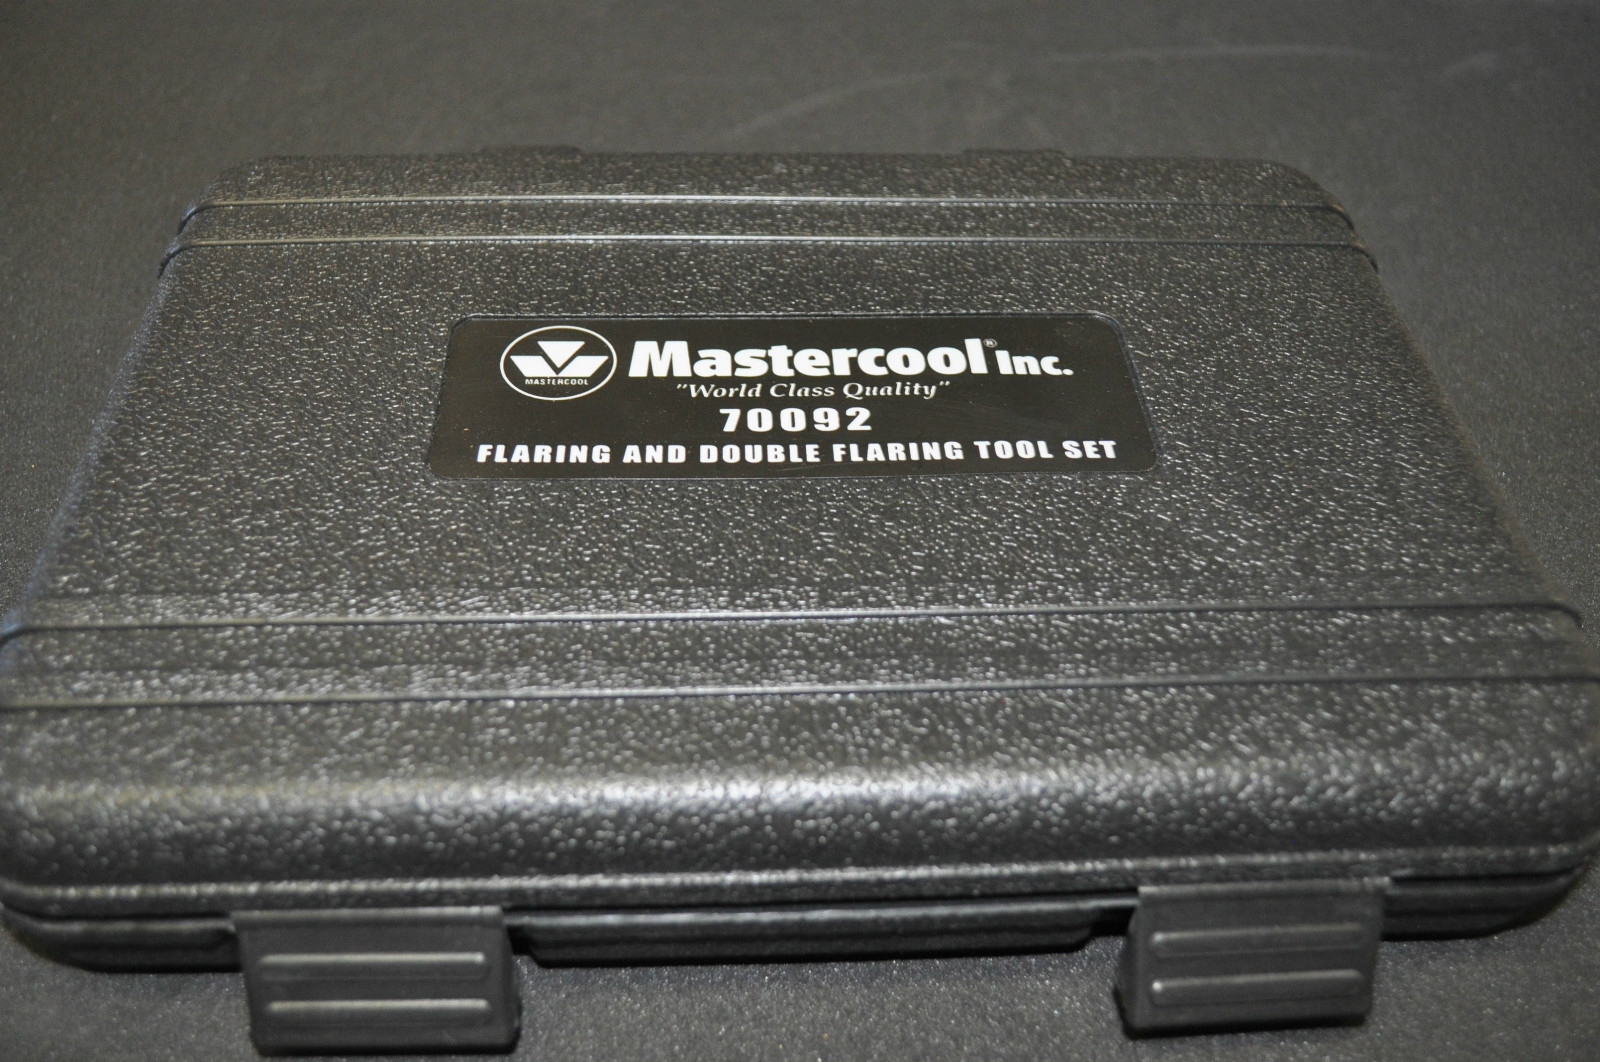 MASTERCOOL
Mastercool® Inc.
"World Class Quality"
70092
FLARING AND DOUBLE FLARING TOOL SET